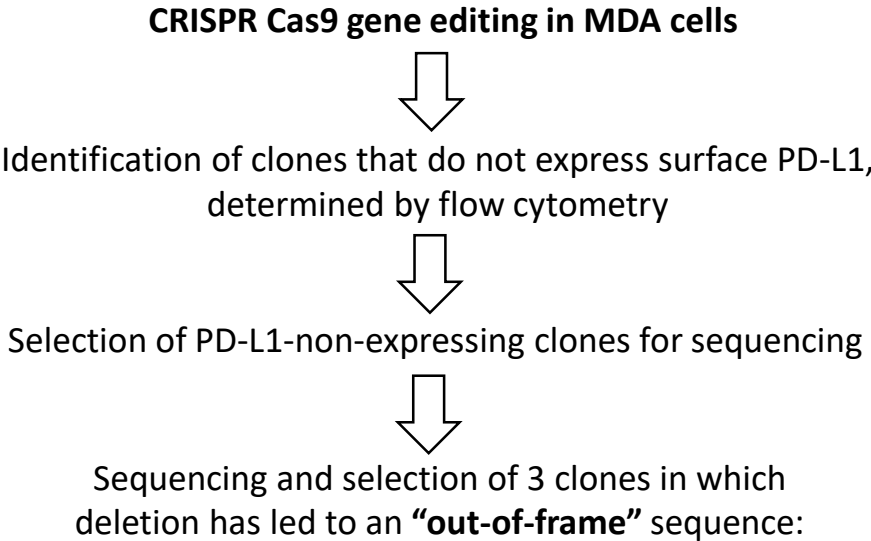 CRISPR Cas9 gene editing in MDA cells
Identification of clones that do not express surface PD-L1,
determined by flow cytometry
Selection of PD-L1-non-expressing clones for sequencing
Sequencing and selection of 3 clones in which
deletion has led to an “out-of-frame” sequence: